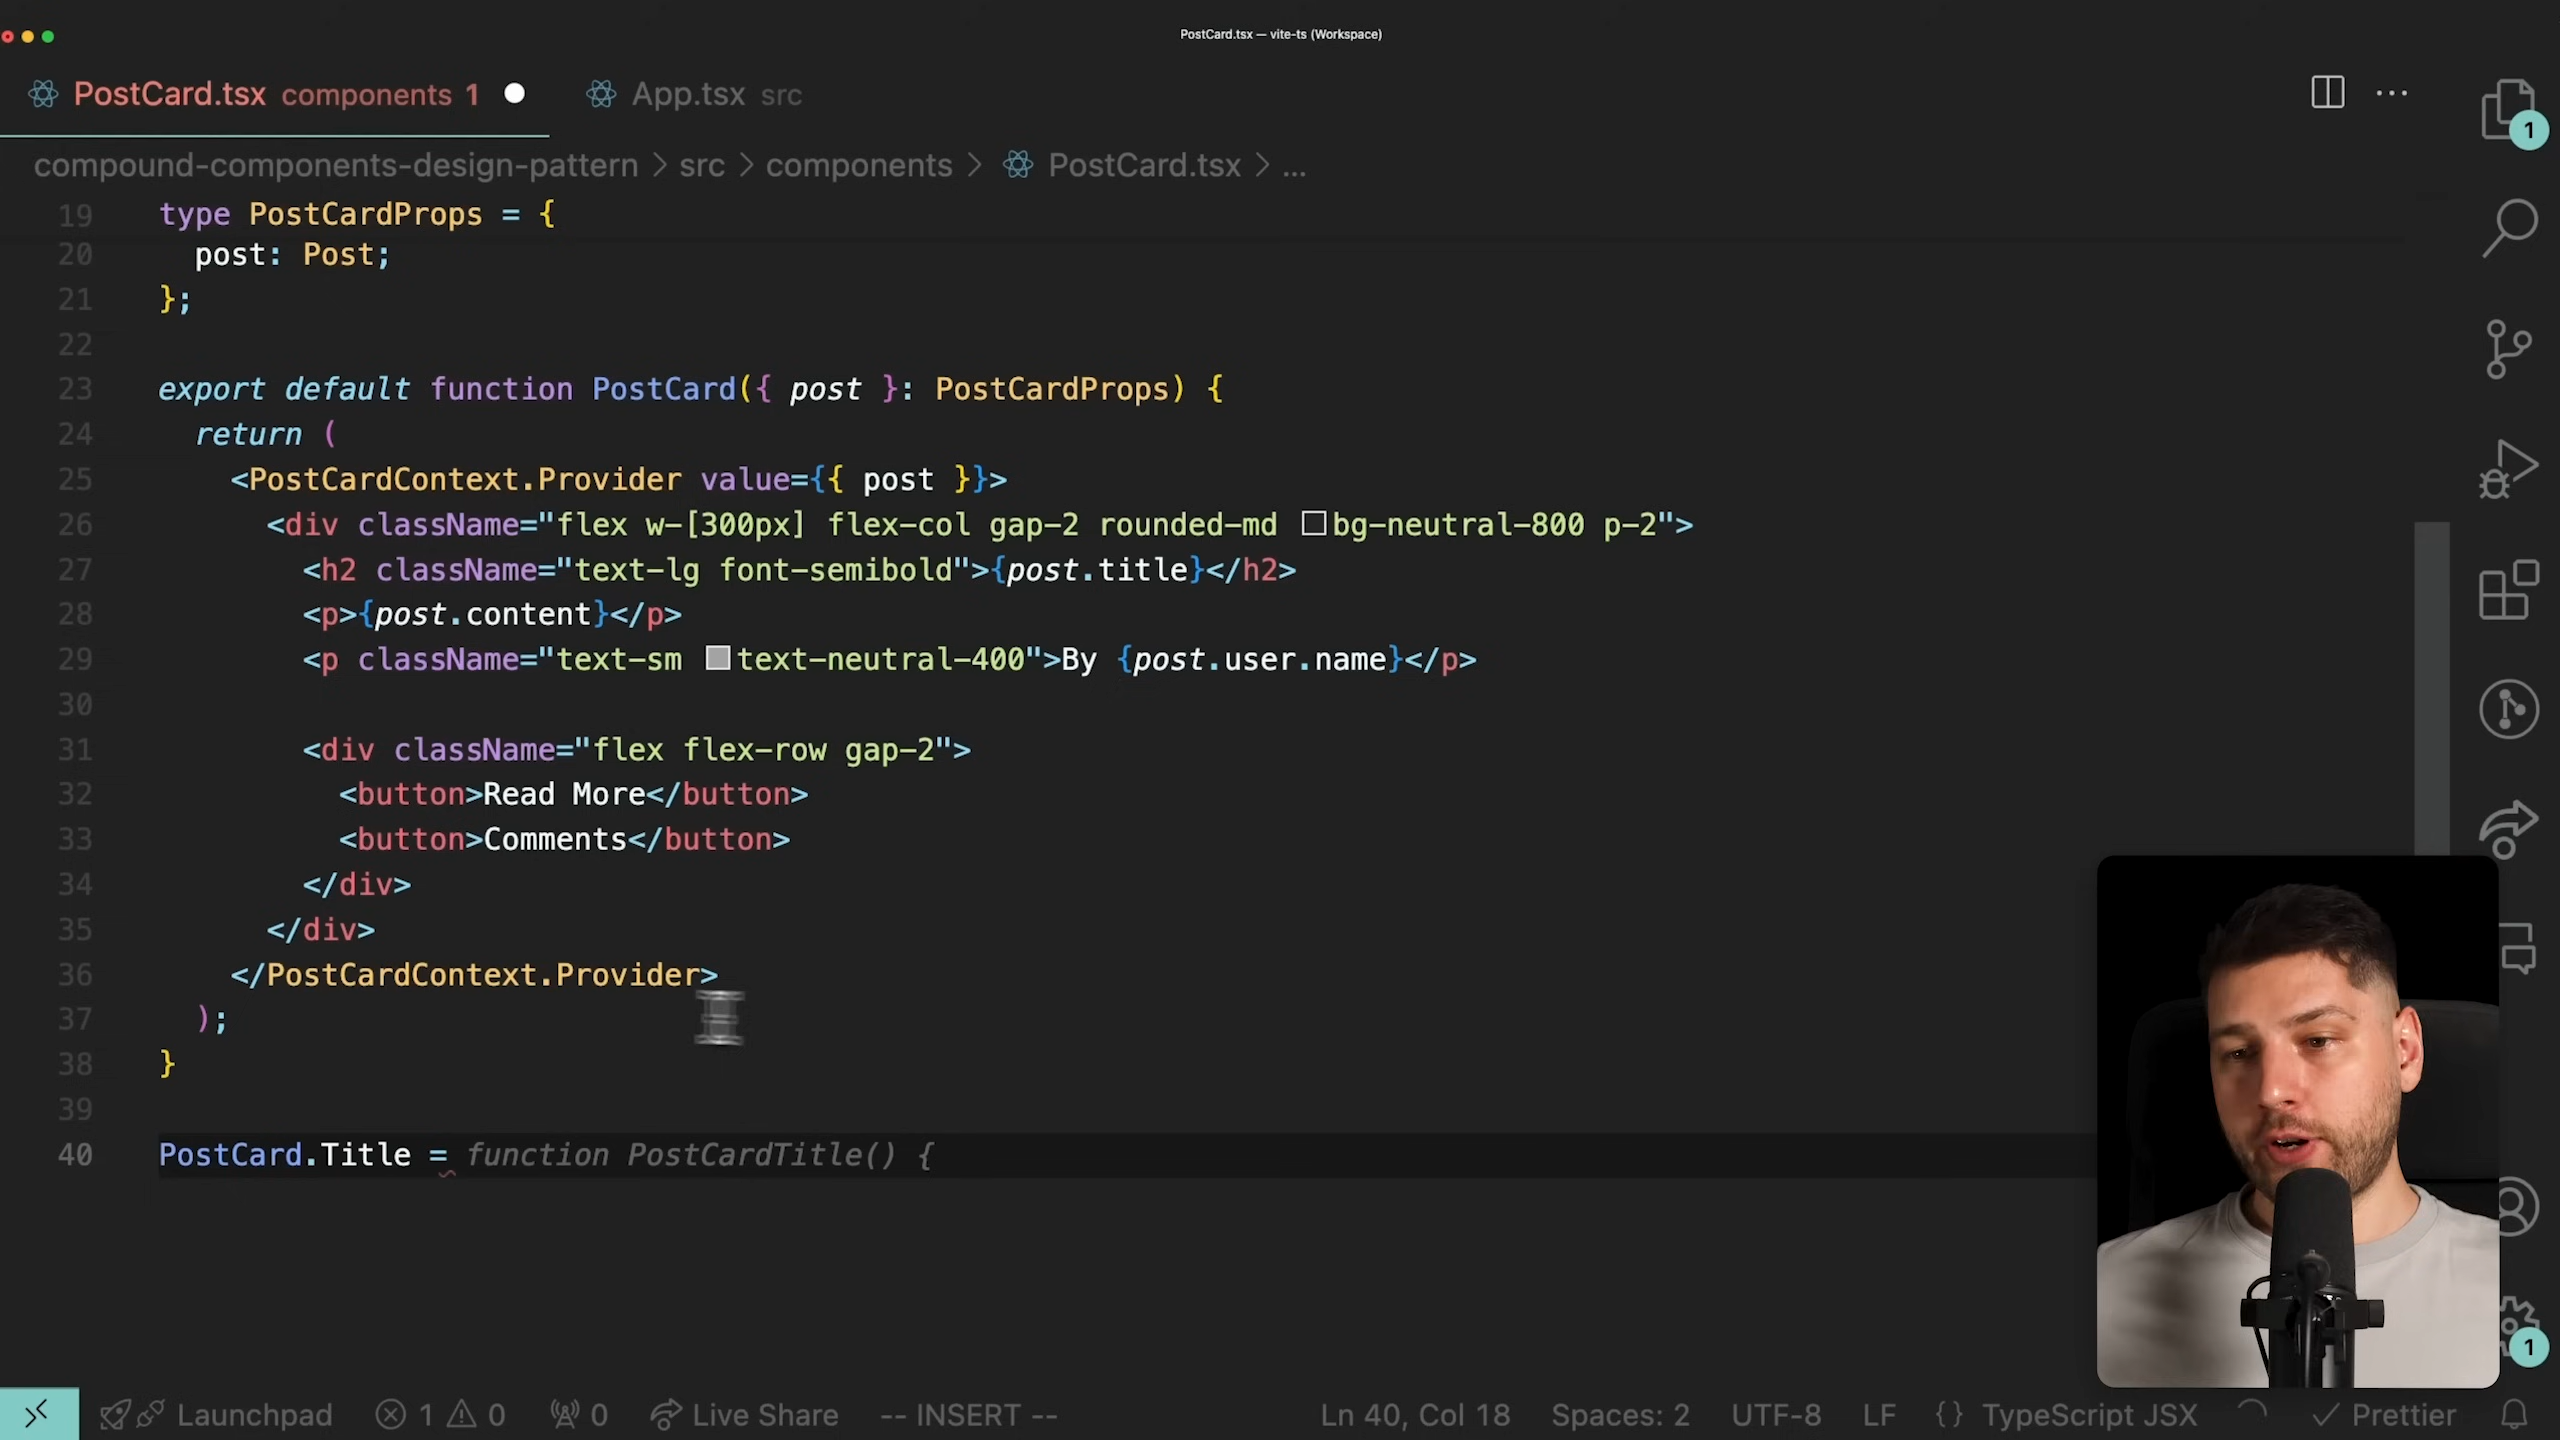 PostCard.tsx — vite-ts (Workspace)
PostCard.tsx components 1 App.tsx src
compound-components-design-pattern > src > components > PostCard.tsx > ...
1
19 type PostCardProps = {
20 post: Post;
21 };
22
23 export default function PostCard({ post }: PostCardProps) {
24 return (
25 <PostCardContext.Provider value={{ post }}>
26 <div className="flex w-[300px] flex-col gap-2 rounded-md bg-neutral-800 p-2">
27 <h2 className="text-lg font-semibold">{post.title}</h2>
28 <p>{post.content}</p>
29 <p className="text-sm text-neutral-400">By {post.user.name}</p>
30
31 <div className="flex flex-row gap-2">
32 <button>Read More</button>
33 <button>Comments</button>
34 </div>
35 </div>
36 </PostCardContext.Provider>
37 );
38 }
39
40 PostCard.Title = function PostCardTitle() {
1
Launchpad 1 0 0 Live Share -- INSERT -- Ln 40, Col 18 Spaces: 2 UTF-8 LF {} TypeScript JSX Prettier